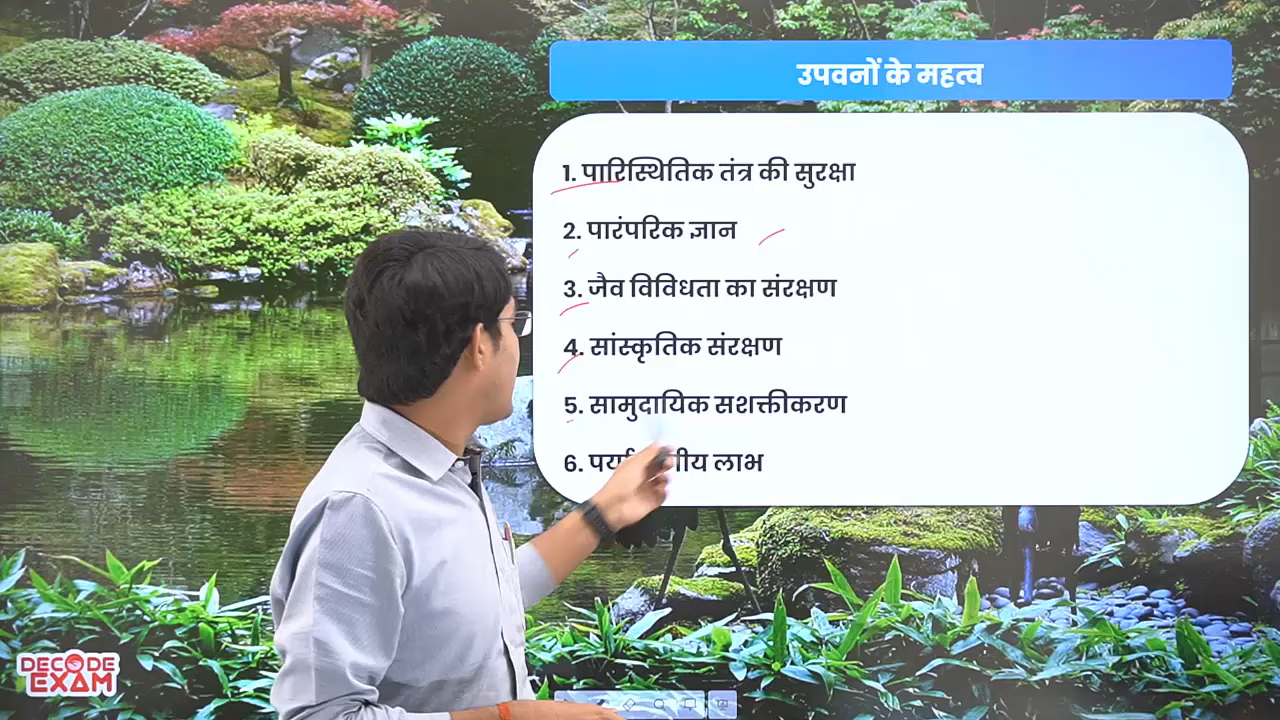 उपवनों के महत्व
1. पारिस्थितिक तंत्र की सुरक्षा
2. पारंपरिक ज्ञान
3. जैव विविधता का संरक्षण
4. सांस्कृतिक संरक्षण
5. सामुदायिक सशक्तीकरण
6. लाभ
DECODE
EXAM